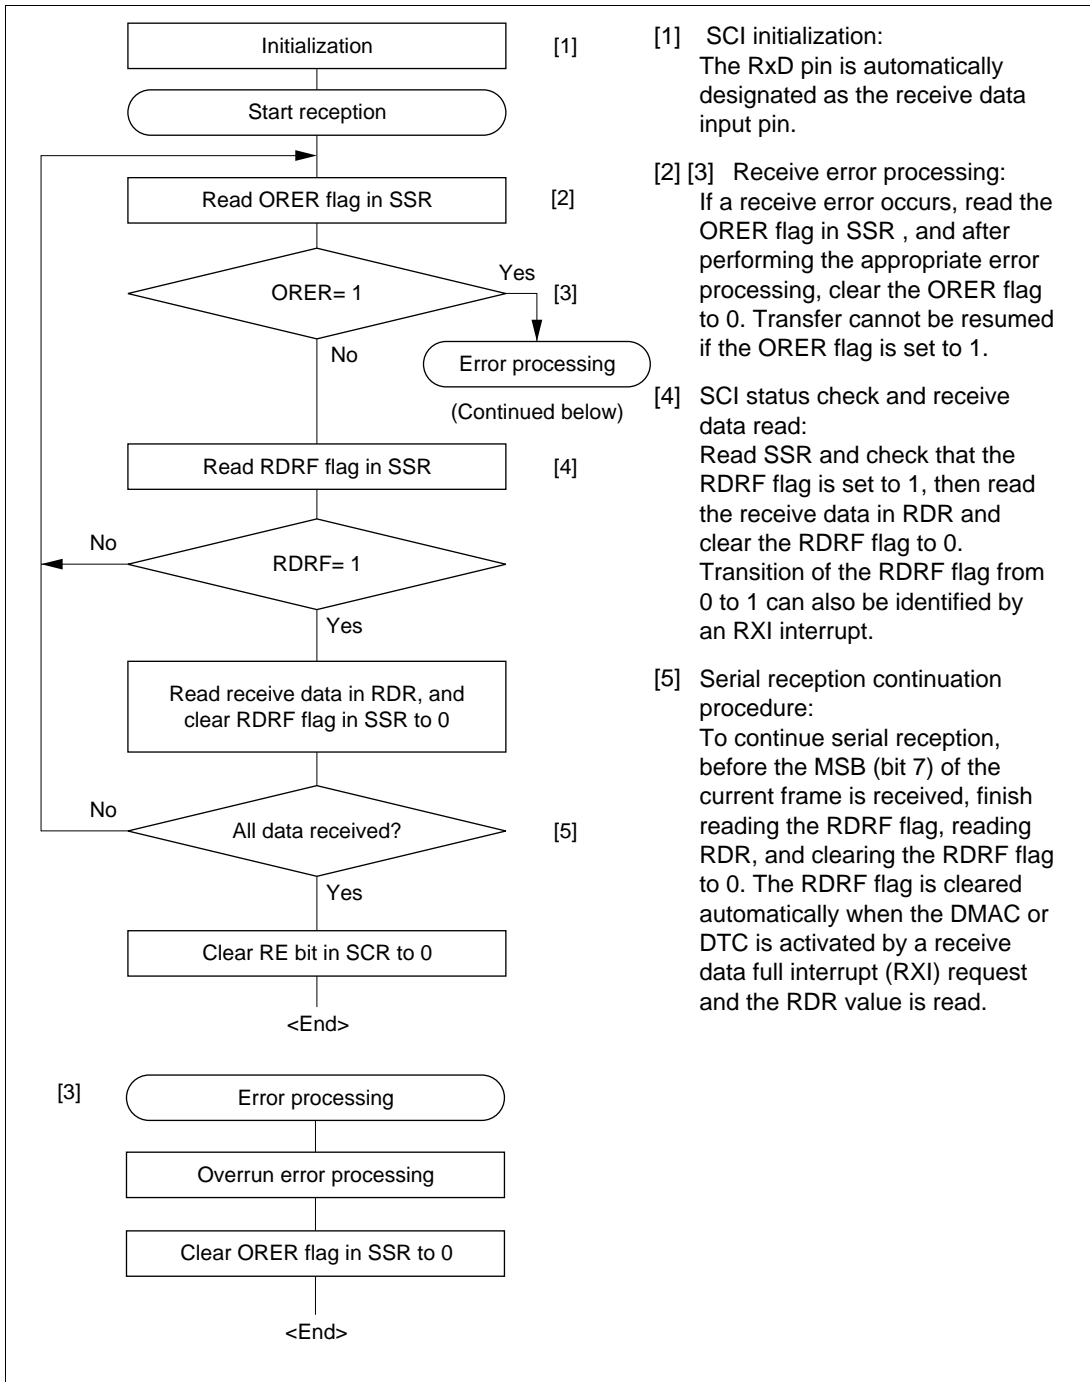 Initialization
[1]
Start reception
Read ORER flag in SSR
[2]
ORER= 1
Yes
[3]
No
Error processing
(Continued below)
Read RDRF flag in SSR
[4]
No
RDRF= 1
Yes
Read receive data in RDR, and
clear RDRF flag in SSR to 0
No
All data received?
[5]
Yes
Clear RE bit in SCR to 0
<End>
[3]
Error processing
Overrun error processing
Clear ORER flag in SSR to 0
<End>
[1] SCI initialization:
The RxD pin is automatically
designated as the receive data
input pin.
[2] [3] Receive error processing:
If a receive error occurs, read the
ORER flag in SSR , and after
performing the appropriate error
processing, clear the ORER flag
to 0. Transfer cannot be resumed
if the ORER flag is set to 1.
[4] SCI status check and receive
data read:
Read SSR and check that the
RDRF flag is set to 1, then read
the receive data in RDR and
clear the RDRF flag to 0.
Transition of the RDRF flag from
0 to 1 can also be identified by
an RXI interrupt.
[5] Serial reception continuation
procedure:
To continue serial reception,
before the MSB (bit 7) of the
current frame is received, finish
reading the RDRF flag, reading
RDR, and clearing the RDRF flag
to 0. The RDRF flag is cleared
automatically when the DMAC or
DTC is activated by a receive
data full interrupt (RXI) request
and the RDR value is read.